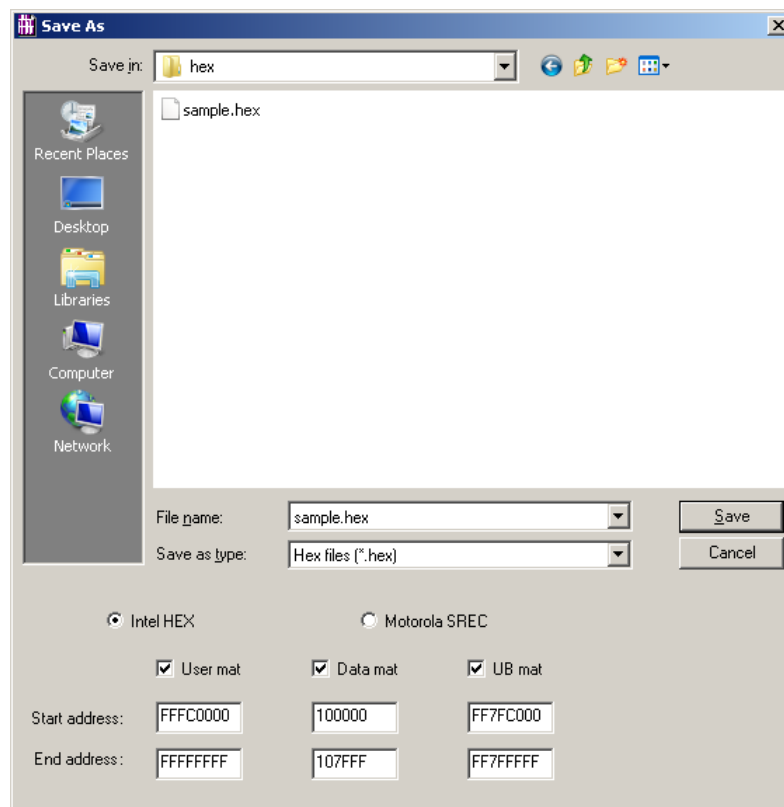 Save As
Save in: hex
sample.hex
Recent Places
Desktop
Libraries
Computer
Network
File name: sample.hex Save
Save as type: Hex files (*.hex) Cancel
Intel HEX Motorola SREC
User mat Data mat UB mat
Start address: FFFC0000 100000 FF7FC000
End address: FFFFFFFF 107FFF FF7FFFFF